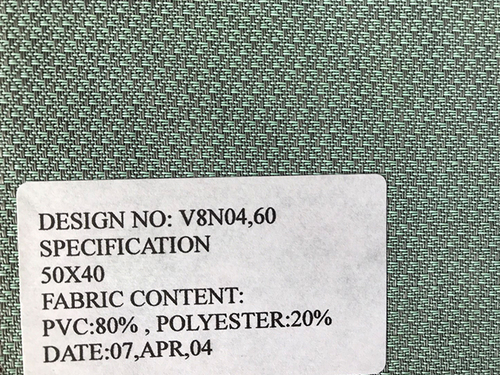 DESIGN NO: V8N04,60
SPECIFICATION
50X40
FABRIC CONTENT:
PVC:80% , POLYESTER:20%
DATE:07,APR,04